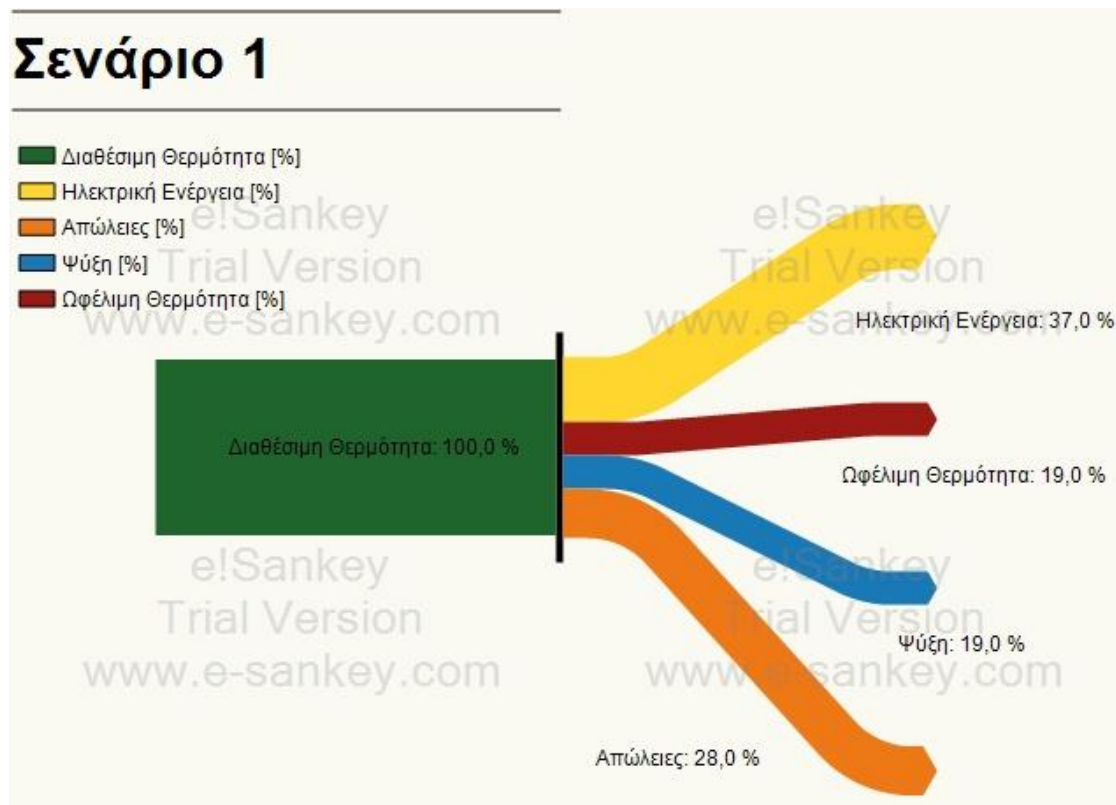 Σενάριο 1
Διαθέσιμη Θερμότητα [%]
Ηλεκτρική Ενέργεια [%]
Απώλειες [%]
Ψύξη [%]
Ωφέλιμη Θερμότητα [%]
e!Sankey
Trial Version
www.e-sankey.com
e!Sankey
Trial Version
www.e-sankey.com
Ηλεκτρική Ενέργεια: 37,0 %
Διαθέσιμη Θερμότητα: 100,0 %
Ωφέλιμη Θερμότητα: 19,0 %
e!Sankey
Trial Version
www.e-sankey.com
e!Sankey
Trial Version
www.e-sankey.com
Ψύξη: 19,0 %
Απώλειες: 28,0 %